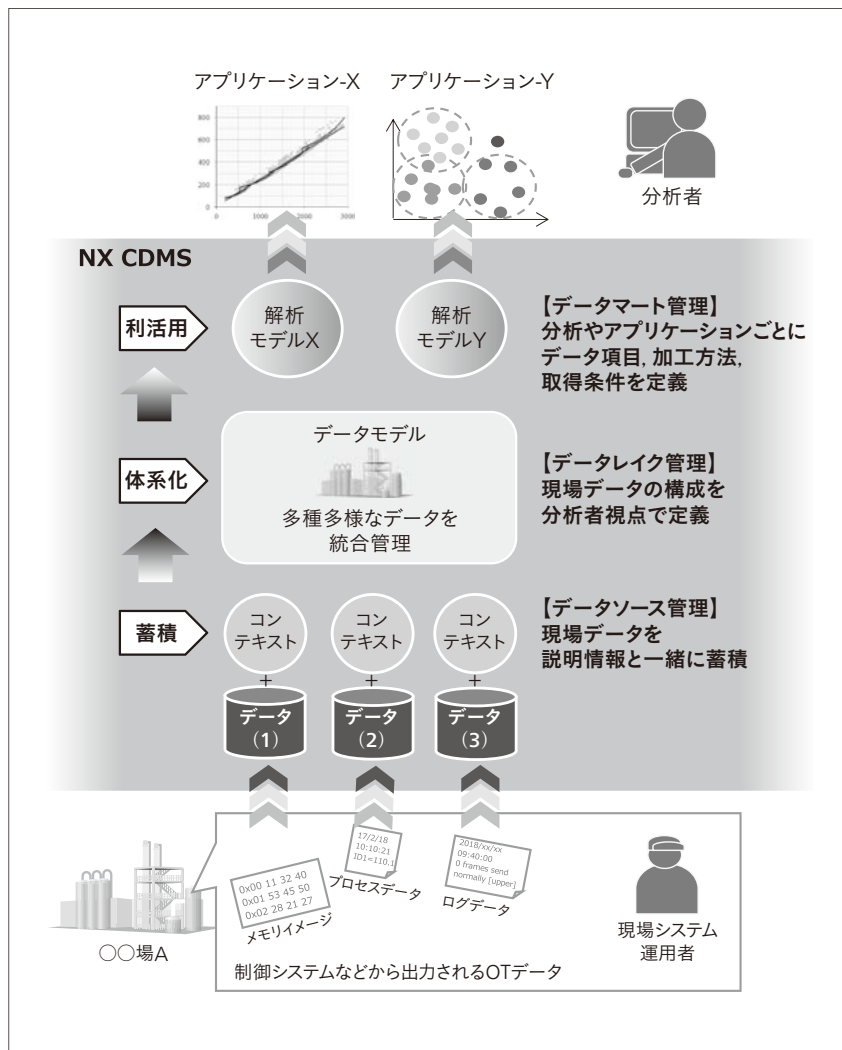 アプリケーション-X
アプリケーション-Y
800
600
400
200
0
0
1000
2000
3000
分析者
NX CDMS
利活用
解析
モデルX
解析
モデルY
【データマート管理】
分析やアプリケーションごとに
データ項目, 加工方法,
取得条件を定義
体系化
データモデル
多種多様なデータを
統合管理
【データレイク管理】
現場データの構成を
分析者視点で定義
蓄積
コン
テキスト
コン
テキスト
コン
テキスト
【データソース管理】
現場データを
説明情報と一緒に蓄積
+
+
+
データ
(1)
データ
(2)
データ
(3)
0x00 11 32 40
0x01 53 45 50
0x02 28 21 27
メモリイメージ
17/2/18
10:10:21
ID1=110.1
プロセスデータ
2018/xx/xx
09:40:00
0 frames send
normally [upper]
ログデータ
○○場A
現場システム
運用者
制御システムなどから出力されるOTデータ